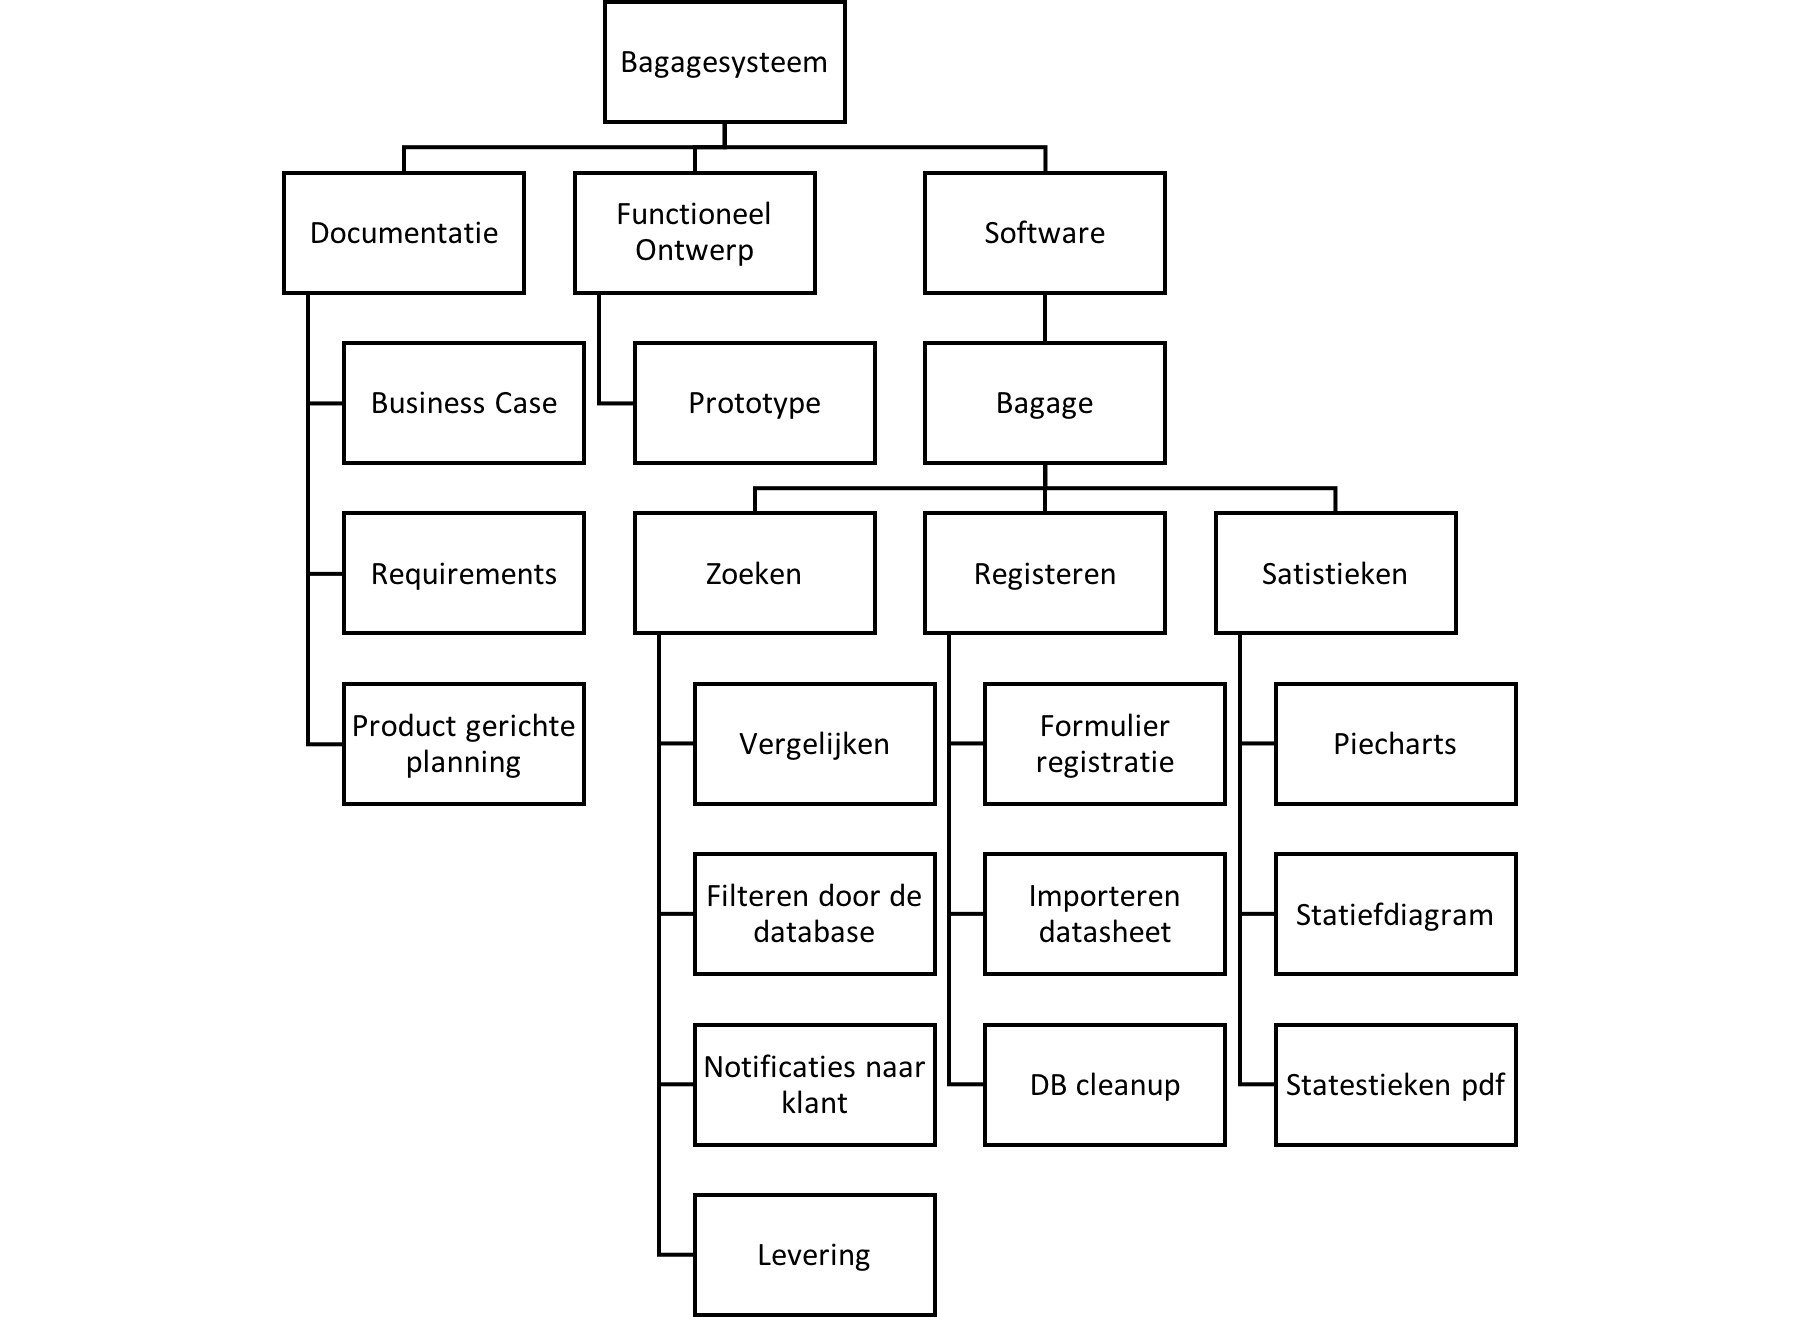 Bagagesysteem
Documentatie
Functioneel
Ontwerp
Software
Business Case
Prototype
Bagage
Requirements
Zoeken
Registeren
Satistieken
Product gerichte
planning
Vergelijken
Formulier
registratie
Piecharts
Filteren door de
database
Importeren
datasheet
Statiefdiagram
Notificaties naar
klant
DB cleanup
Statestieken pdf
Levering